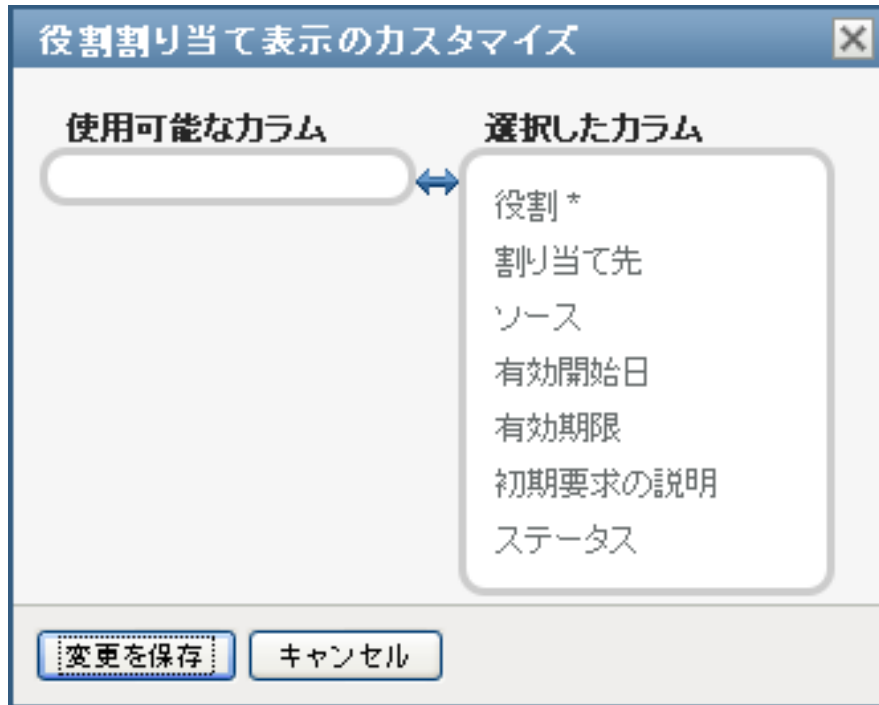 役割割り当て表示のカスタマイズ
使用可能なカラム
選択したカラム
役割 *
割り当て先
ソース
有効開始日
有効期限
初期要求の説明
ステータス
変更を保存
キャンセル